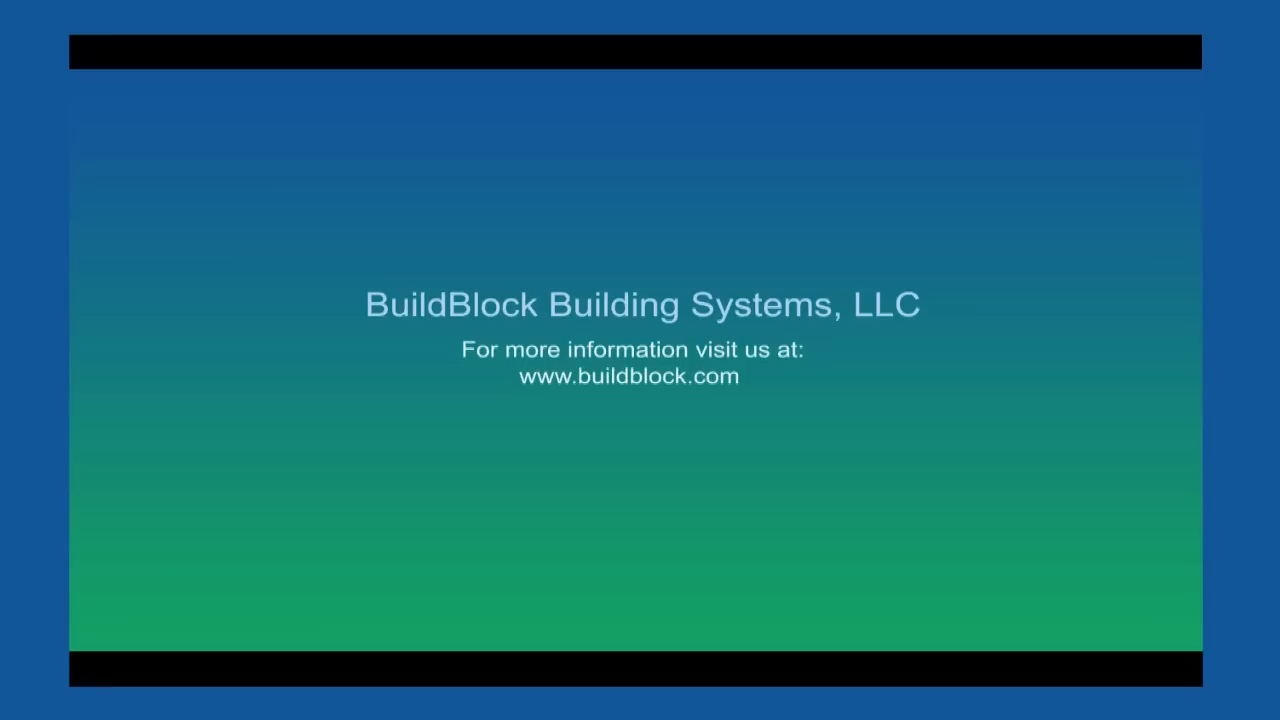 BuildBlock Building Systems, LLC
For more information visit us at:
www.buildblock.com